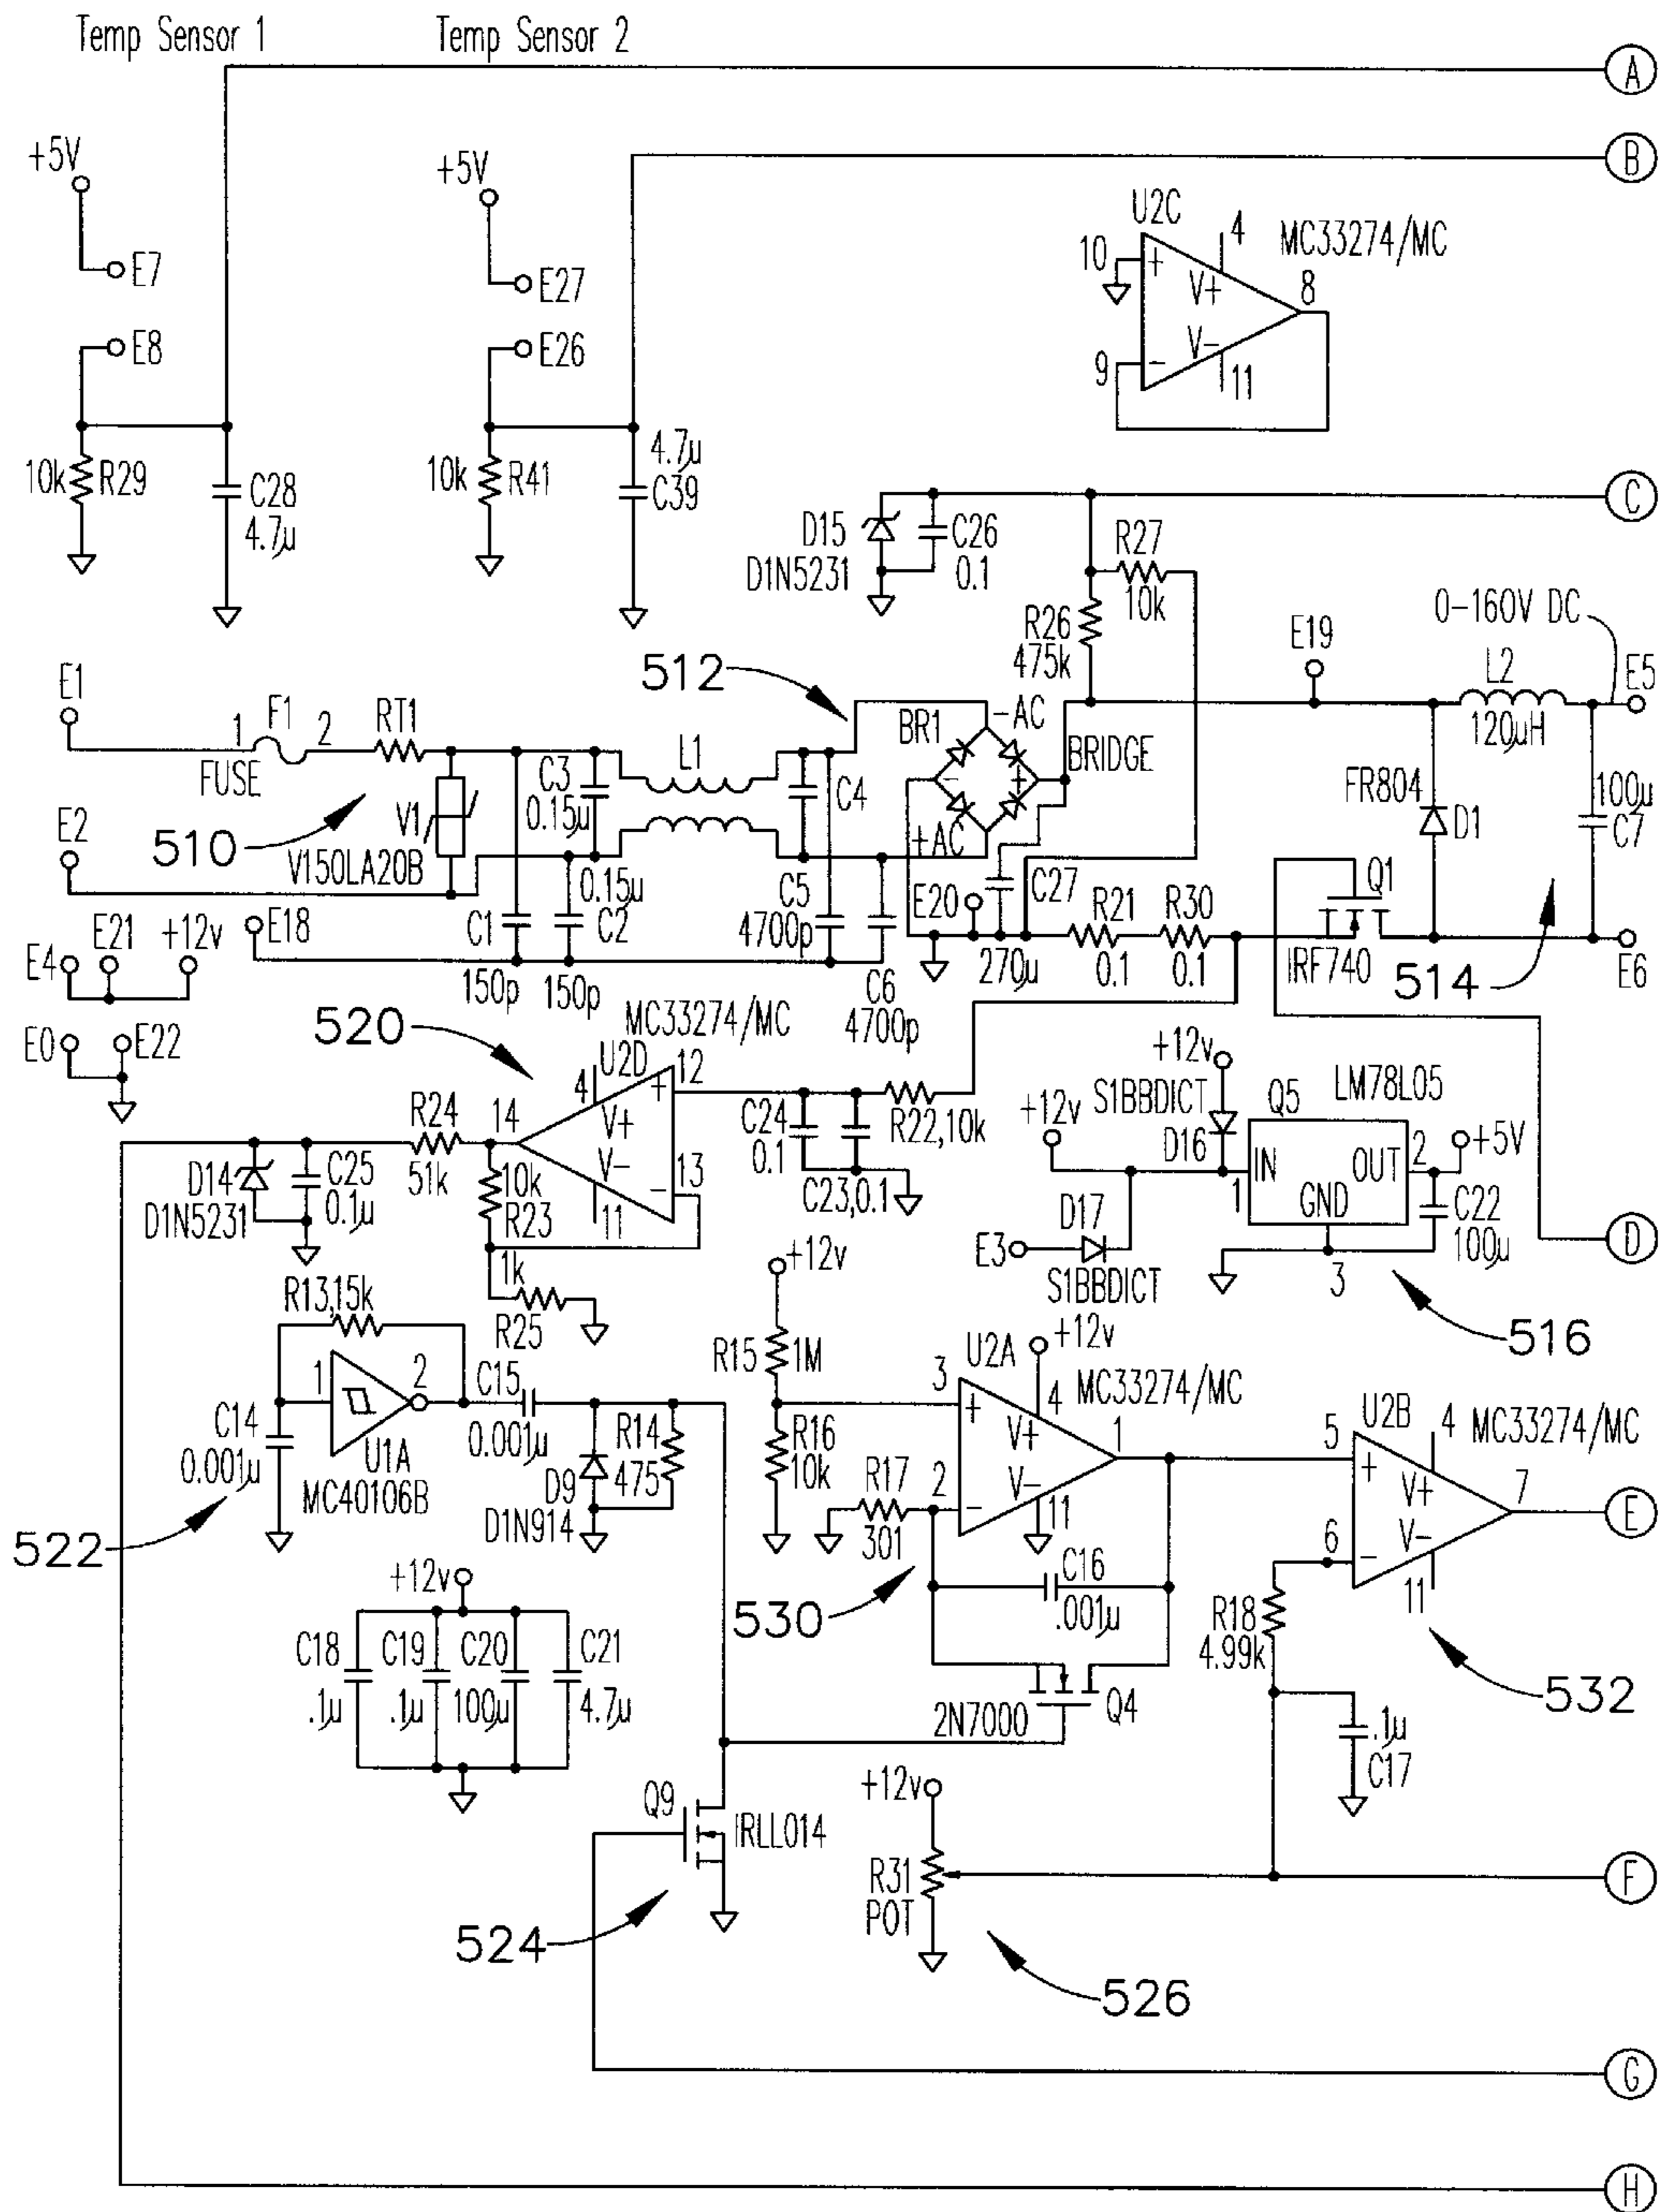 Temp Sensor 1
Temp Sensor 2
A
+5V
+5V
B
U2C
4
MC33274/MC
10
+
V+
8
E7
E27
E8
E26
V-
9
-
11
10k
R29
C28
4.7µ
10k
R41
4.7µ
C39
C
D15
D1N5231
C26
0.1
R27
10k
R26
475k
E19
0-160V DC
L2
120µH
E5
512
E1
1
F1
2
FUSE
RT1
BR1
-AC
BRIDGE
-
+
+AC
C3
0.15µ
L1
C4
FR804
D1
100µ
C7
E2
510
V1
V150LA20B
0.15µ
C2
C5
4700p
E20
C27
270µ
R21
0.1
R30
0.1
Q1
IRF740
514
E6
E4
E21
+12v
E18
C1
150p
150p
C6
4700p
E0
E22
520
MC33274/MC
U2D
4
12
+
14
V+
V-
13
-
11
R24
51k
10k
R23
C24
0.1
R22,10k
C23,0.1
+12v
+12v
S1BBDICT
D16
Q5
LM78L05
IN
OUT
GND
1
2
3
+5V
C22
100µ
D14
D1N5231
C25
0.1µ
D17
E3
S1BBDICT
D
516
1k
R25
+12v
R13,15k
R15
1M
U2A
+12v
MC33274/MC
3
+
4
V+
1
V-
2
-
11
1
2
C14
0.001µ
U1A
MC40106B
C15
0.001µ
D9
D1N914
R14
475
R16
10k
R17
301
U2B
4
MC33274/MC
5
+
V+
7
V-
6
-
11
E
522
530
C16
.001µ
R18
4.99k
532
+12v
C18
.1µ
C19
.1µ
C20
100µ
C21
4.7µ
2N7000
Q4
.1µ
C17
Q9
IRLL014
+12v
R31
POT
F
524
526
G
H